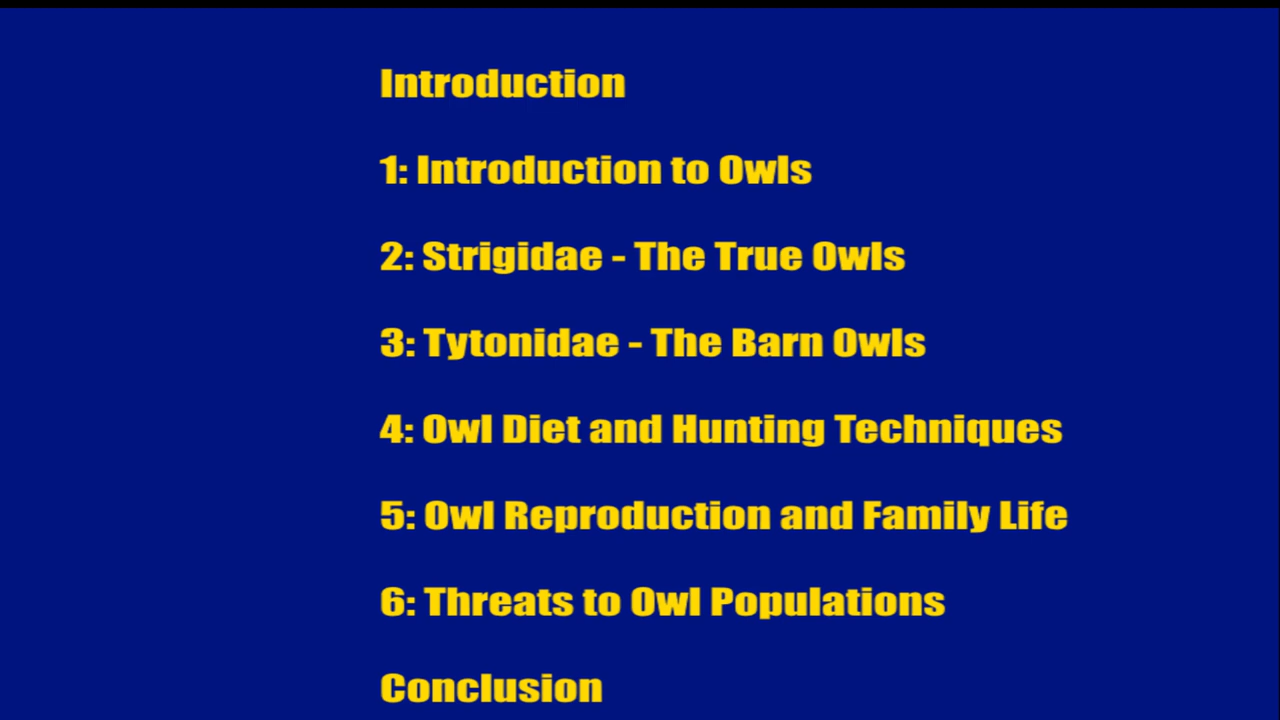 Introduction
1: Introduction to Owls
2: Strigidae - The True Owls
3: Tytonidae - The Barn Owls
4: Owl Diet and Hunting Techniques
5: Owl Reproduction and Family Life
6: Threats to Owl Populations
Conclusion